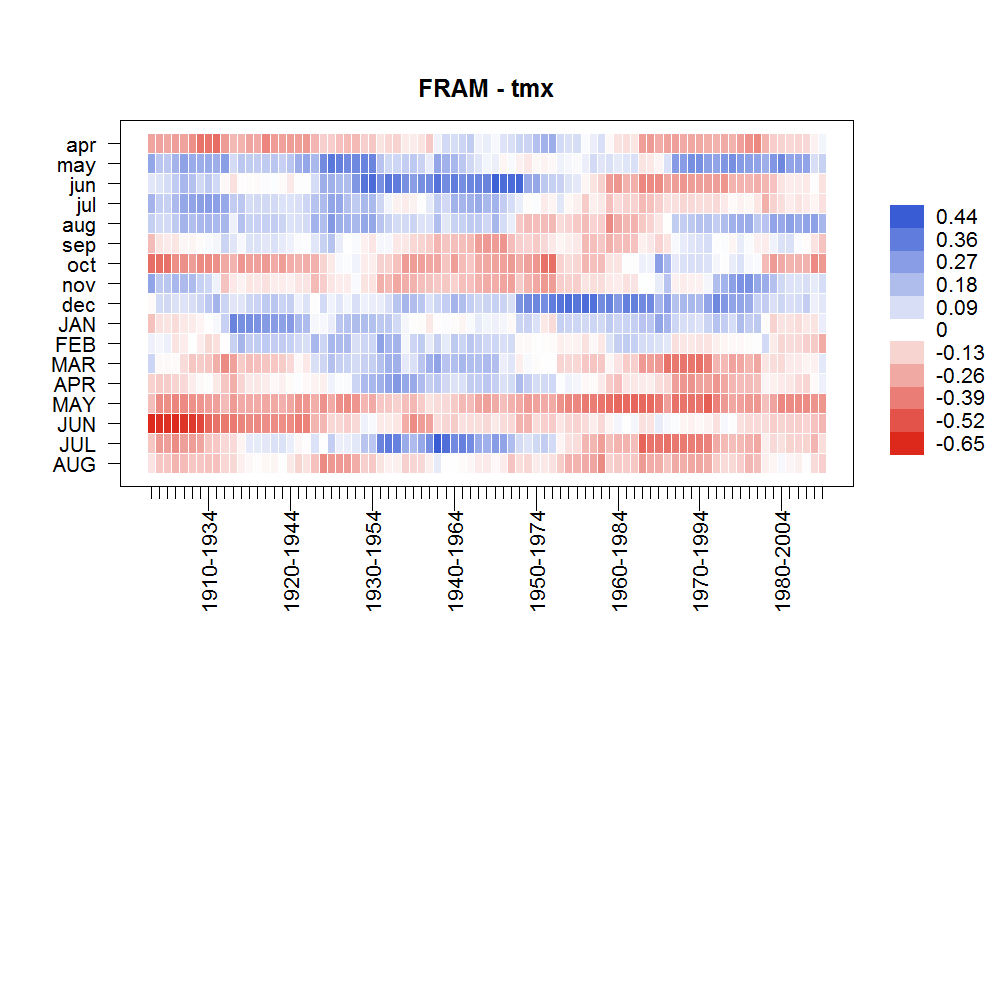 FRAM - tmx
apr
may
jun
jul
aug
sep
oct
nov
dec
JAN
FEB
MAR
APR
MAY
JUN
JUL
AUG
0.44
0.36
0.27
0.18
0.09
0
-0.13
-0.26
-0.39
-0.52
-0.65
1910-1934
1920-1944
1930-1954
1940-1964
1950-1974
1960-1984
1970-1994
1980-2004